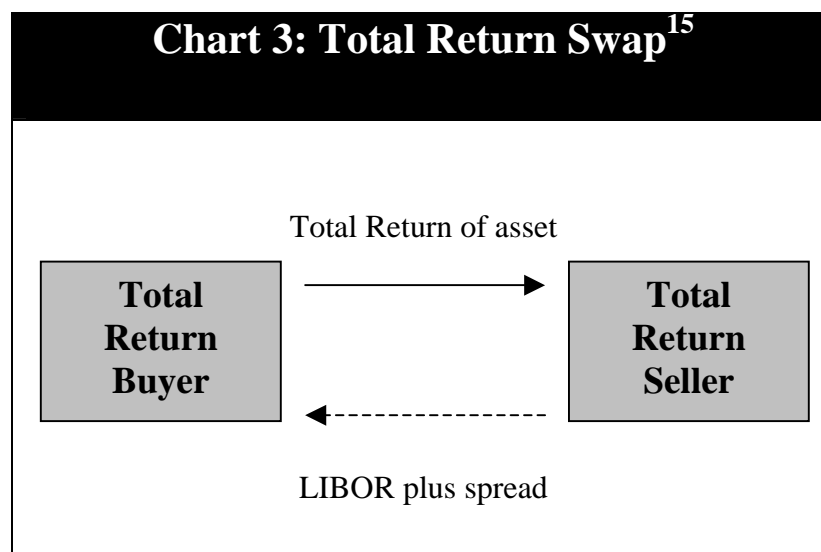 Chart 3: Total Return Swap¹⁵
Total Return of asset
Total
Return
Buyer
Total
Return
Seller
LIBOR plus spread